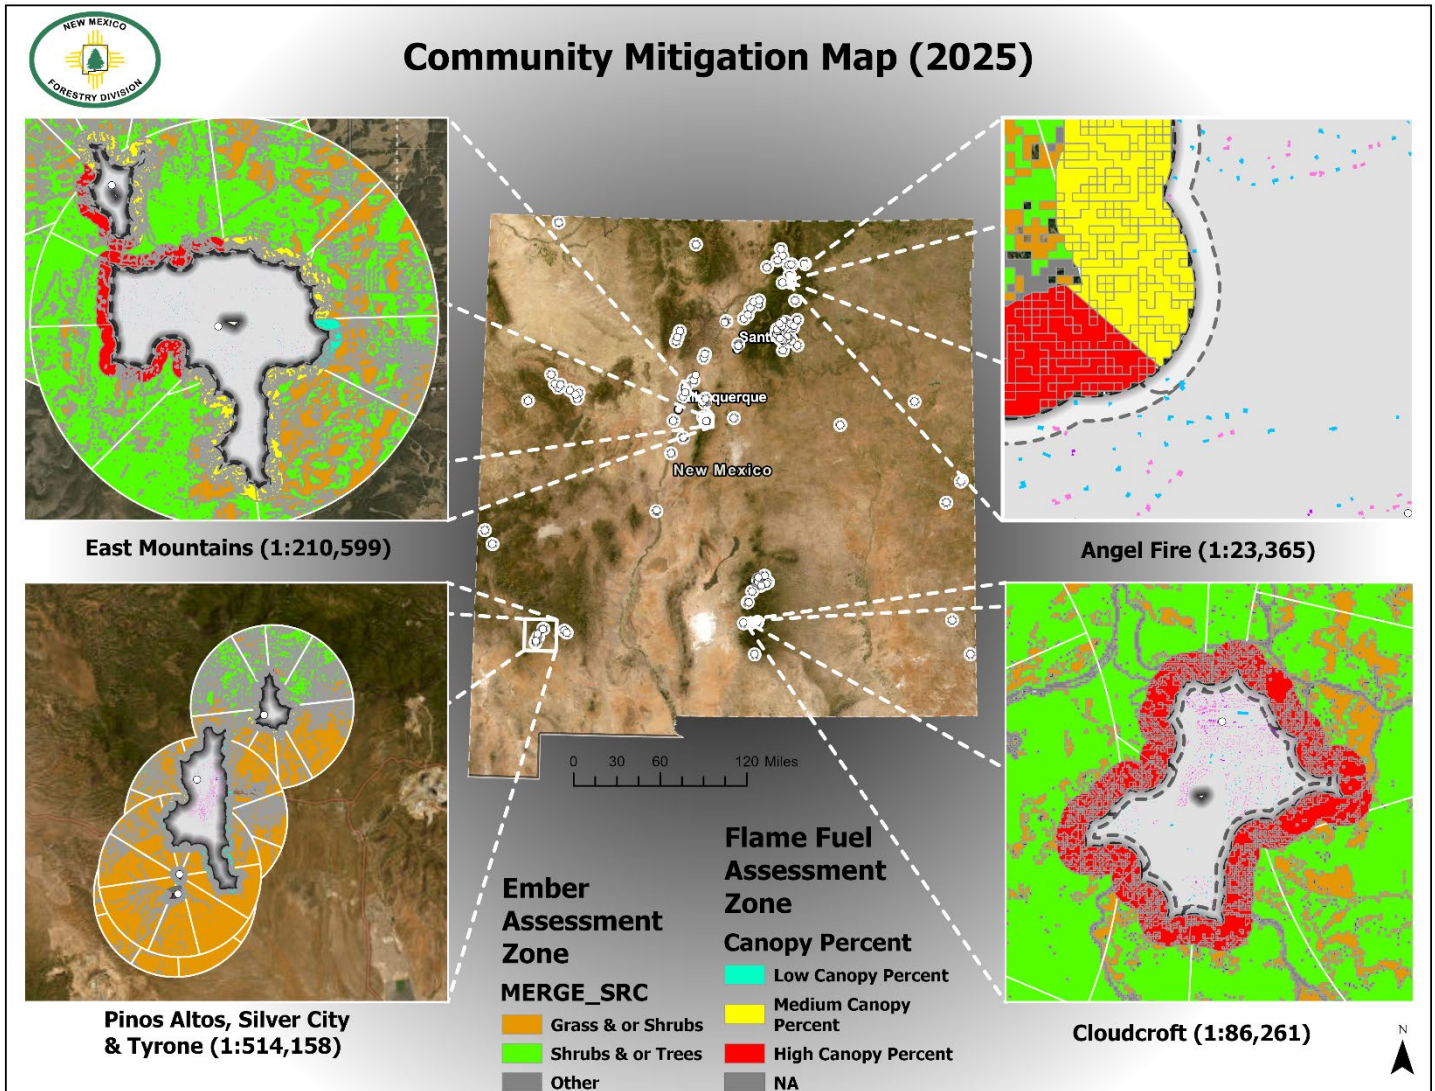 NEW MEXICO
FORESTRY DIVISION
Community Mitigation Map (2025)
East Mountains (1:210,599)
Angel Fire (1:23,365)
New Mexico
0 30 60 120 Miles
Pinos Altos, Silver City
& Tyrone (1:514,158)
Ember
Assessment
Zone
MERGE_SRC
Grass & or Shrubs
Shrubs & or Trees
Other
Flame Fuel
Assessment
Zone
Canopy Percent
Low Canopy Percent
Medium Canopy
Percent
High Canopy Percent
NA
Cloudcroft (1:86,261)
N